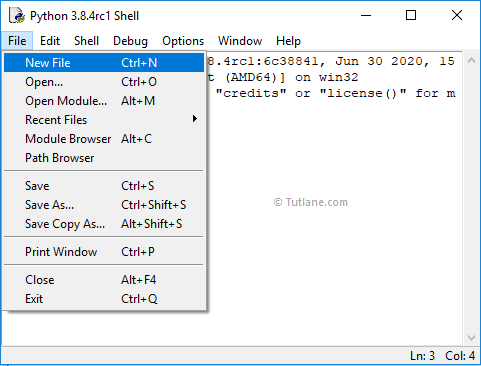 Python 3.8.4rc1 Shell
File Edit Shell Debug Options Window Help
8.4rc1:6c38841, Jun 30 2020, 15
t (AMD64)] on win32
"credits" or "license()" for m
New File Ctrl+N
Open... Ctrl+O
Open Module... Alt+M
Recent Files
Module Browser Alt+C
Path Browser
Save Ctrl+S
Save As... Ctrl+Shift+S
Save Copy As... Alt+Shift+S
Print Window Ctrl+P
Close Alt+F4
Exit Ctrl+Q
© Tutlane.com
Ln: 3 Col: 4